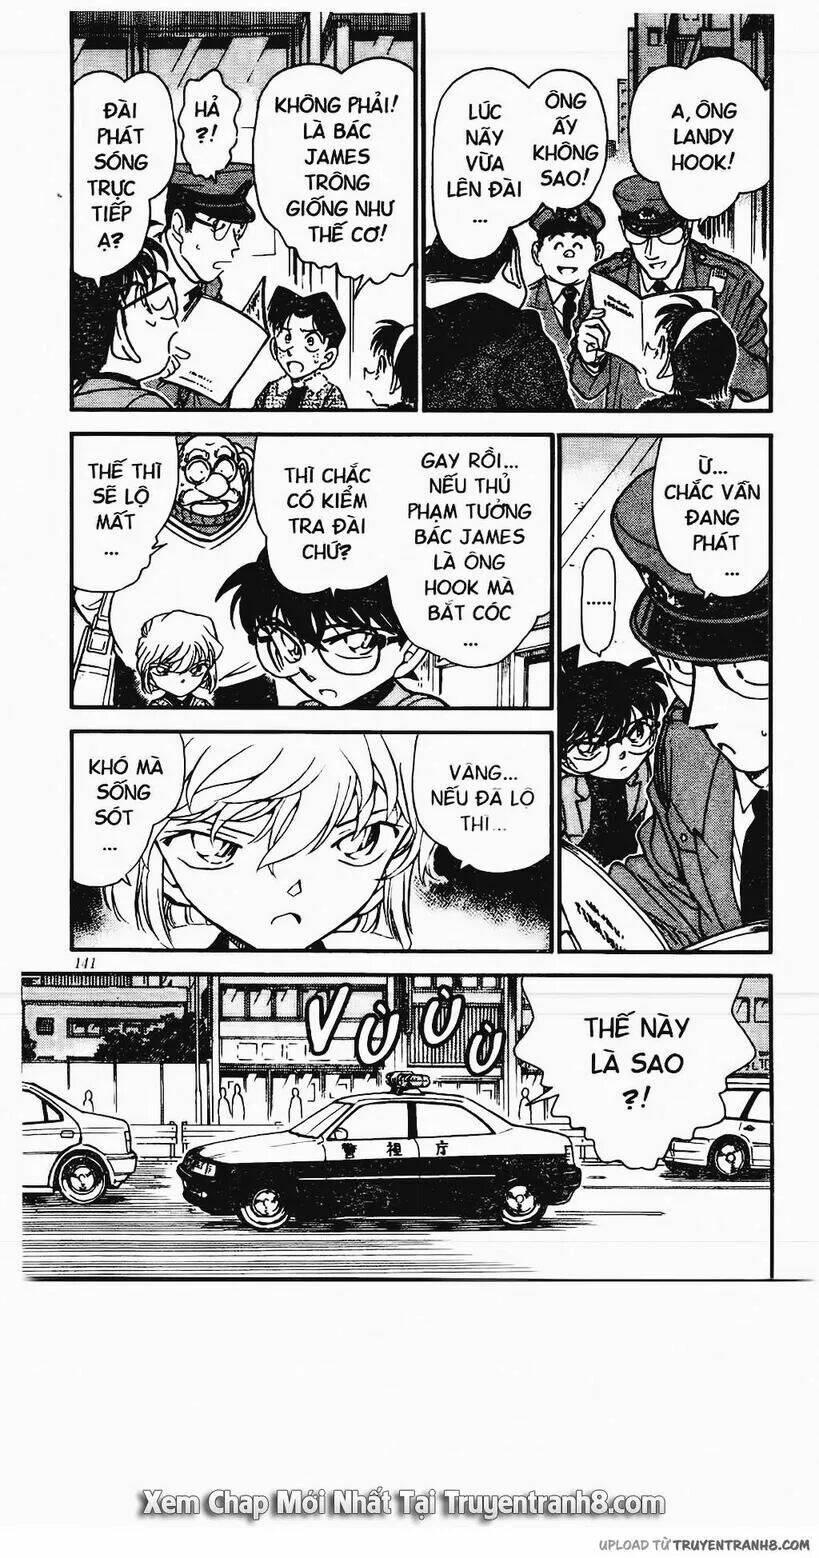 A, ÔNG
LANDY
HOOK!
ÔNG
ẤY
KHÔNG
SAO!
LÚC
NÃY
VỪA
LÊN ĐÀI
...
KHÔNG PHẢI!
LÀ BÁC
JAMES
TRÔNG
GIỐNG NHƯ
THẾ CƠ!
HẢ
?!
ĐÀI
PHÁT
SÓNG
TRỰC
TIẾP
Ạ?
Ừ...
CHẮC VẪN
ĐANG
PHÁT
...
......
GAY RỒI...
NẾU THỦ
PHẠM TƯỞNG
BÁC JAMES
LÀ ÔNG
HOOK MÀ
BẮT CÓC
...
THÌ CHẮC
CÓ KIỂM
TRA ĐÀI
CHỨ?
THẾ THÌ
SẼ LỘ
MẤT
...
VÂNG...
NẾU ĐÃ LỘ
THÌ...
KHÓ MÀ
SỐNG
SÓT
...
141
THẾ NÀY
LÀ SAO
?!
VÙ Ù Ù
警視庁
Xem Chap Mới Nhất Tại Truyentranh8.com
UPLOAD TỪ TRUYENTRANH8.COM